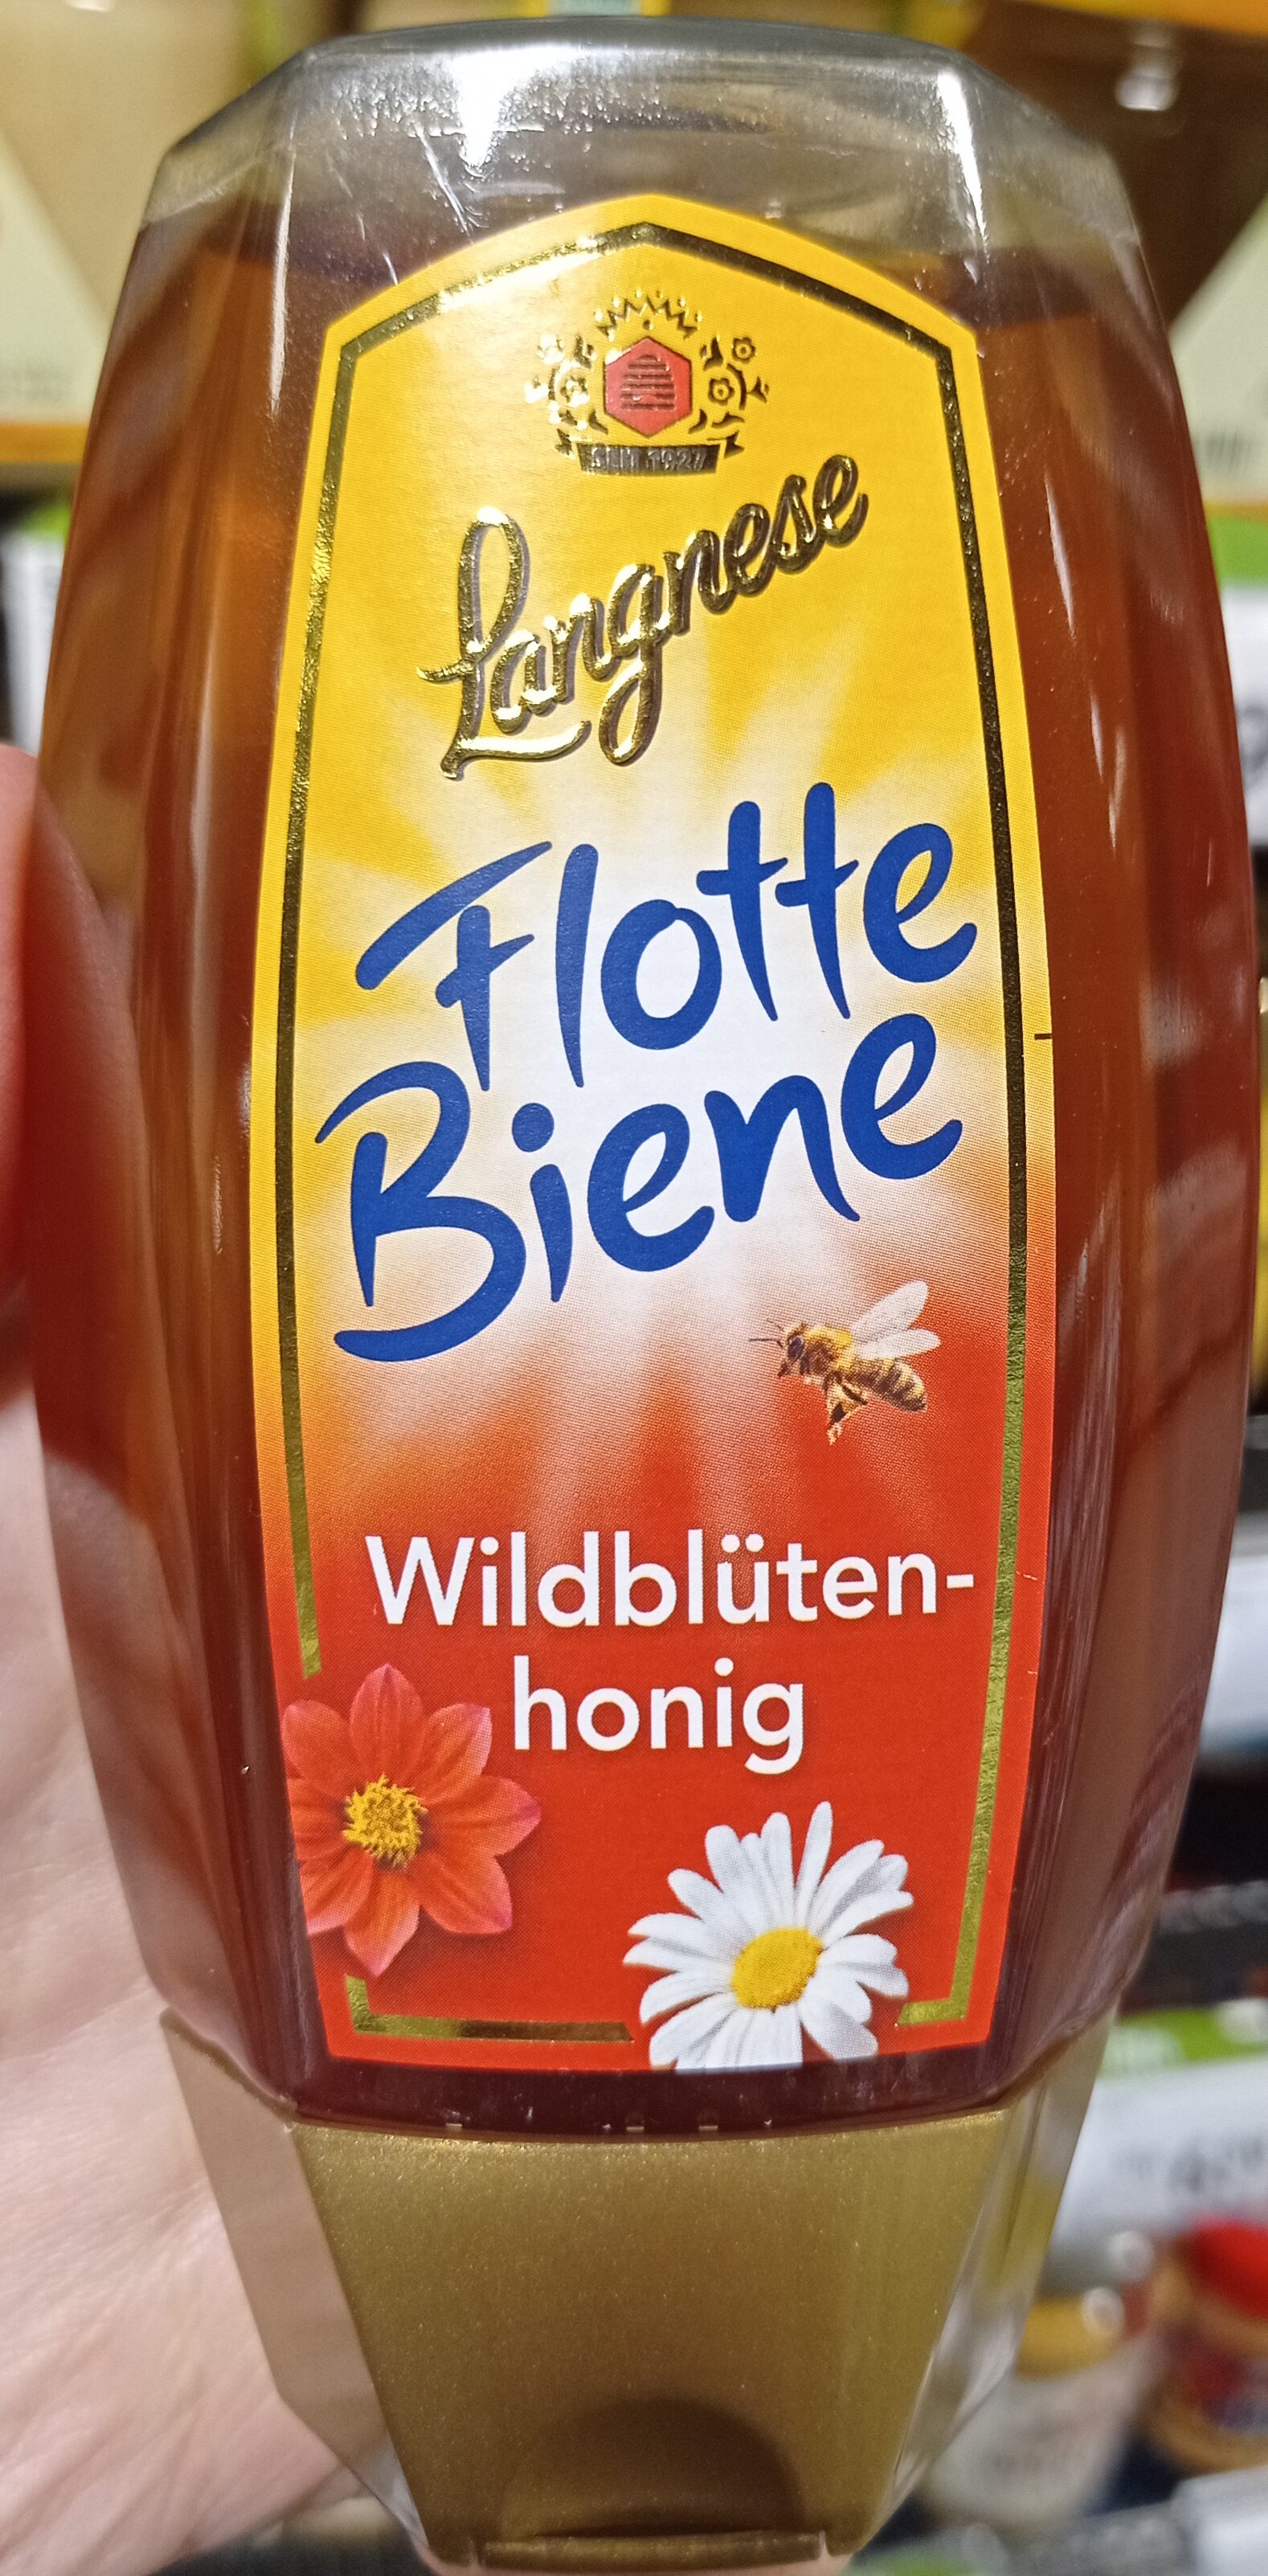 SEIT 1927
Langnese
Flotte
Biene
Wildblüten-
honig